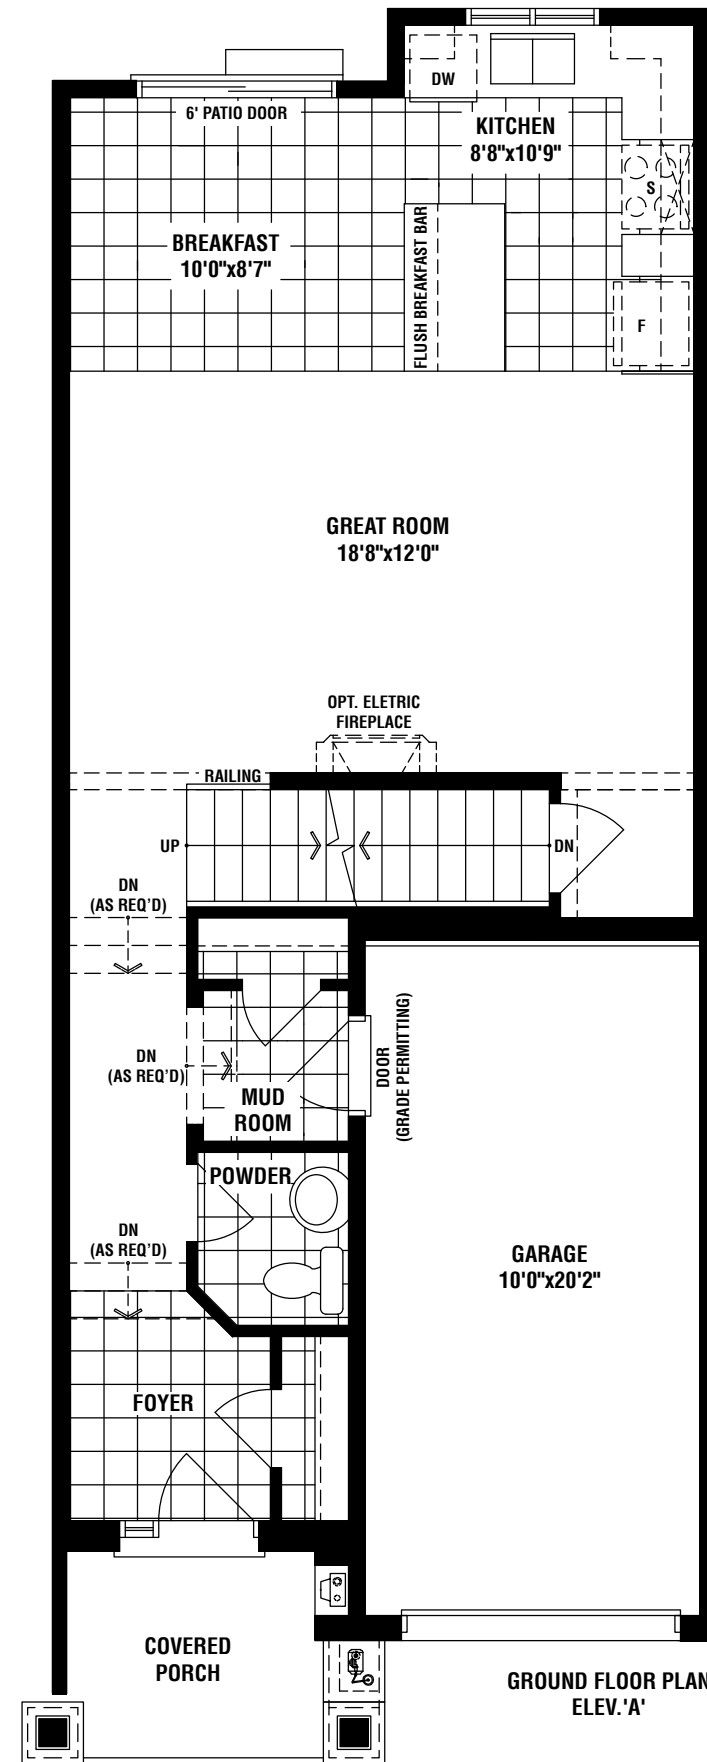 DW
6' PATIO DOOR
KITCHEN
8'8"x10'9"
S
BREAKFAST
10'0"x8'7"
FLUSH BREAKFAST BAR
F
GREAT ROOM
18'8"x12'0"
OPT. ELETRIC
FIREPLACE
RAILING
UP
DN
DN
(AS REQ'D)
DOOR
(GRADE PERMITTING)
DN
(AS REQ'D)
MUD
ROOM
POWDER
DN
(AS REQ'D)
GARAGE
10'0"x20'2"
FOYER
COVERED
PORCH
GROUND FLOOR PLAN
ELEV.'A'